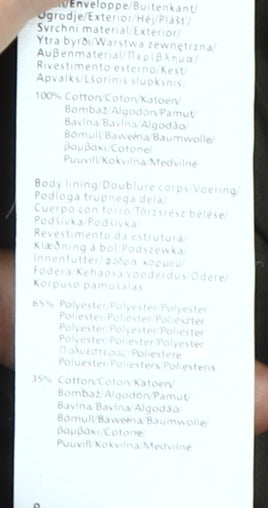 /Enveloppe/Buitenkant/
Ogrodje/Exterior/Héj/Plášť/
Svrchní material/Exterior/
Ytra byrði/Warstwa zewnętrzna/
Außenmaterial/Περίβλημα/
Rivestimento esterno/Kest/
Apvalks/Išorinis sluoksnis:
100% Cotton/Coton/Katoen/
Bombaž/Algodón/Pamut/
Bavlna/Bavlna/Algodão/
Bómull/Bawełna/Baumwolle/
βαμβάκι/Cotone/
Puuvill/Kokvilna/Medvilnė
Body lining/Doublure corps/Voering/
Podloga trupnega dela/
Cuerpo con forro/Törzsrész bélése/
Podšívka/Podšívka/
Revestimento da estrutura/
Klæðning á bol/Podszewka/
Innenfutter/φόδρα κορμού/
Fodera/Kehaosa vooderdus/Odere/
Korpuso pamušalas
65% Polyester/Polyester/Polyester
Poliester/Poliéster/Poliészter
Polyester/Polyester/Poliéster
Pólýester/Poliester/Polyester
Πολυεστέρας/Poliestere
Polüester/Poliesters/Poliesteris
35% Cotton/Coton/Katoen/
Bombaž/Algodón/Pamut/
Bavlna/Bavlna/Algodão/
Bómull/Bawełna/Baumwolle/
βαμβάκι/Cotone/
Puuvill/Kokvilna/Medvilnė